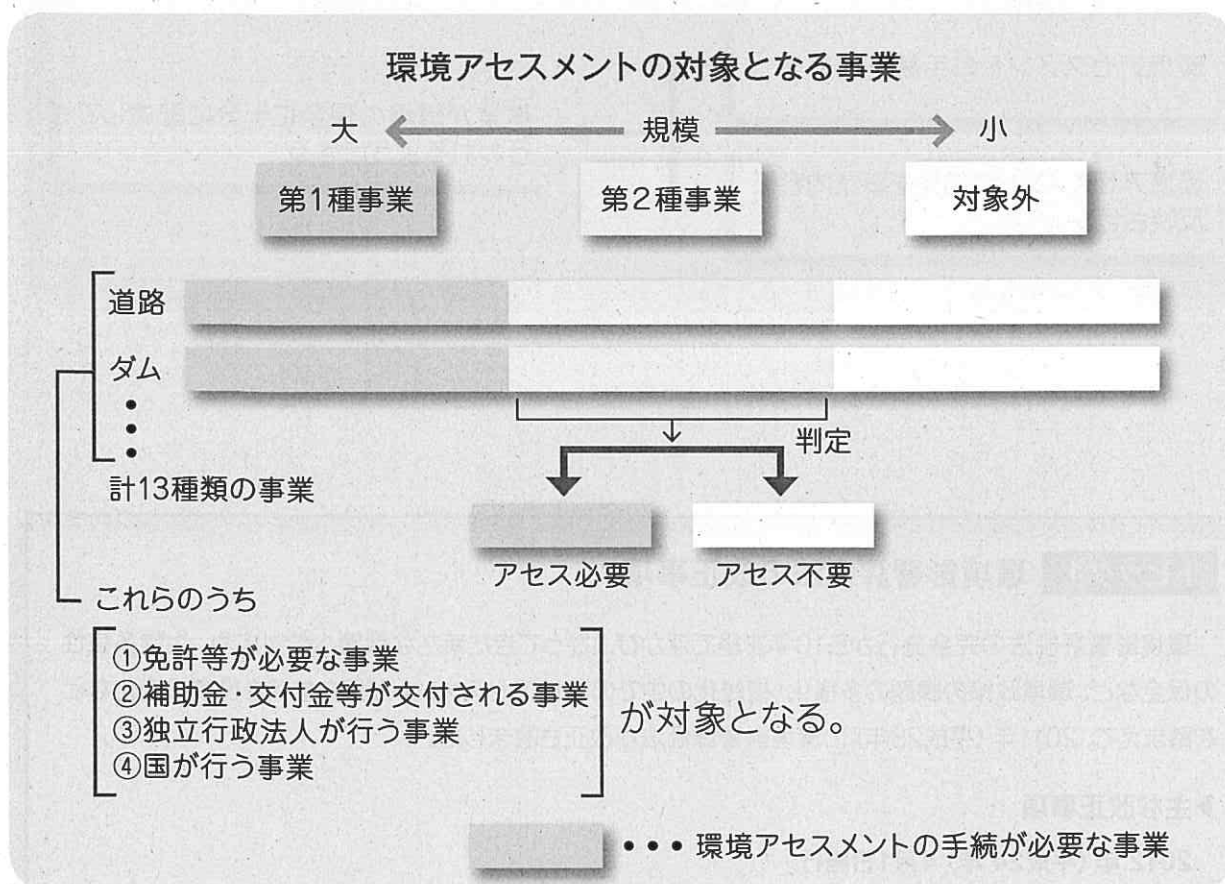 環境アセスメントの対象となる事業
大 規模 小
第1種事業 第2種事業 対象外
道路
ダム
・
・
・
判定
計13種類の事業
アセス必要 アセス不要
これらのうち
①免許等が必要な事業
②補助金・交付金等が交付される事業
③独立行政法人が行う事業
④国が行う事業
が対象となる。
・・・環境アセスメントの手続が必要な事業